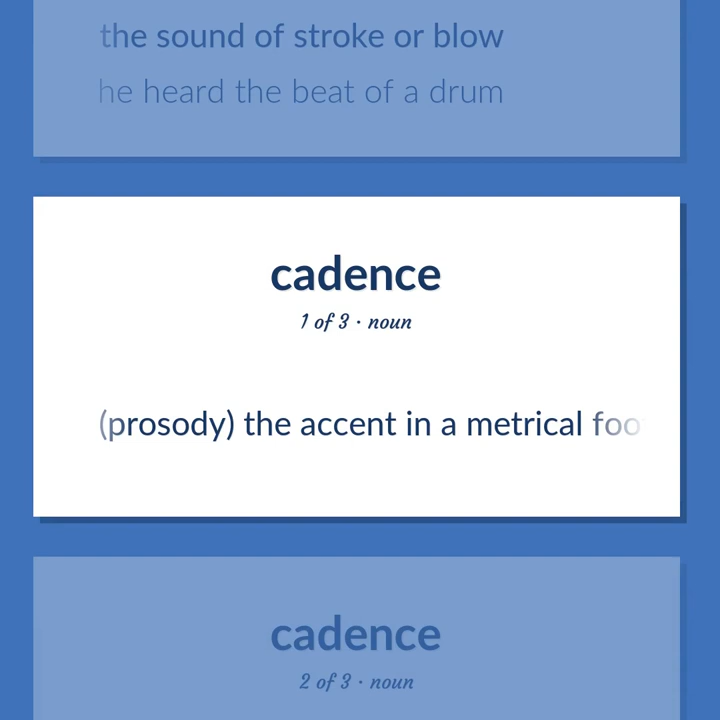 the sound of stroke or blow
he heard the beat of a drum
cadence
1 of 3 · noun
(prosody) the accent in a metrical foo
cadence
2 of 3 · noun